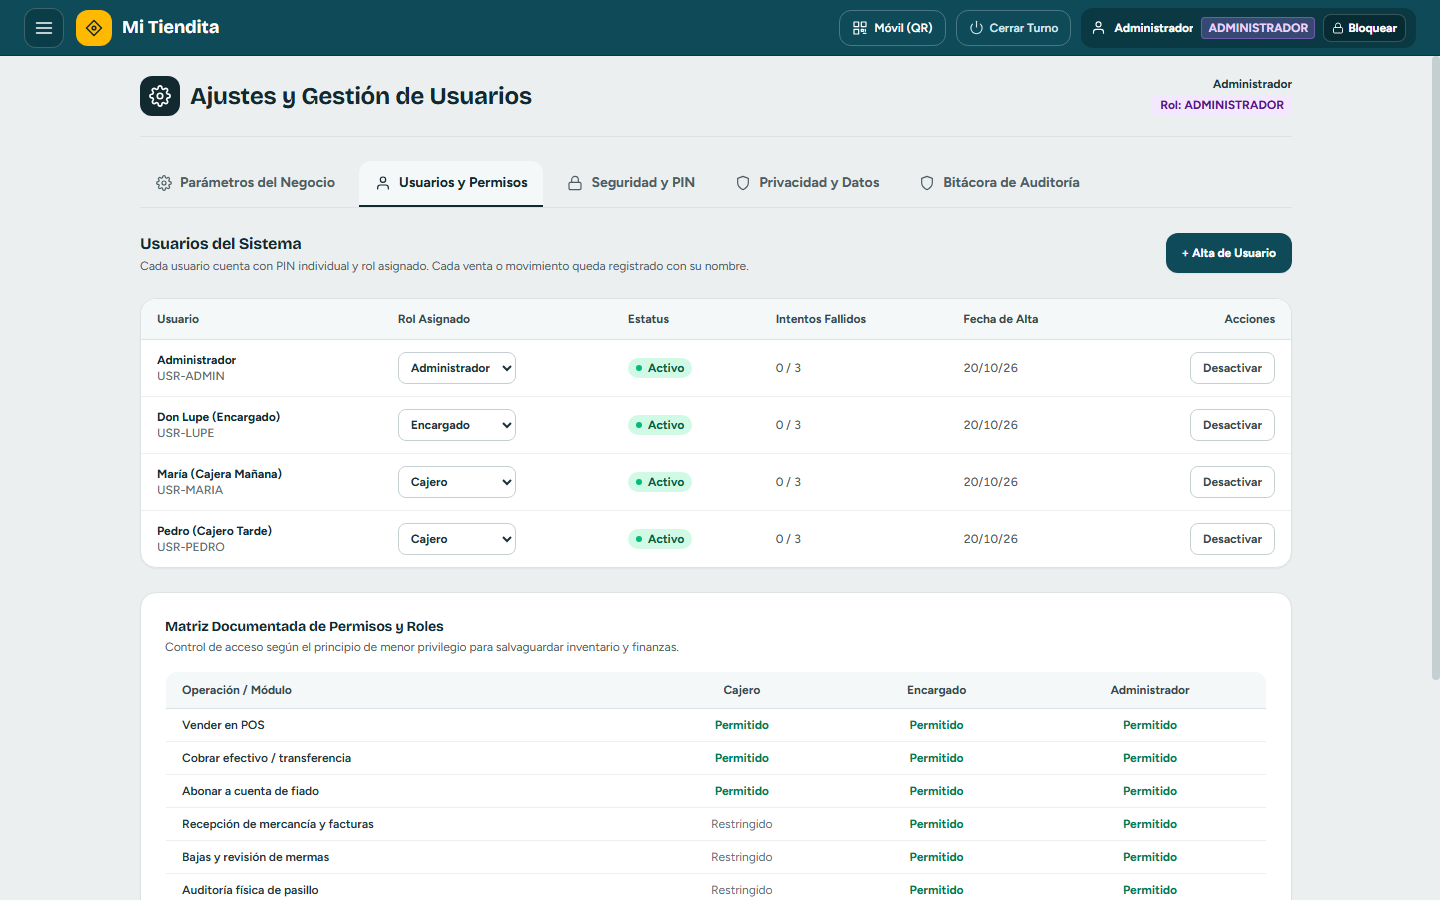 Mi Tiendita
Móvil (QR)
Cerrar Turno
Administrador
ADMINISTRADOR
Bloquear
Ajustes y Gestión de Usuarios
Administrador
Rol: ADMINISTRADOR
Parámetros del Negocio
Usuarios y Permisos
Seguridad y PIN
Privacidad y Datos
Bitácora de Auditoría
Usuarios del Sistema
Cada usuario cuenta con PIN individual y rol asignado. Cada venta o movimiento queda registrado con su nombre.
+ Alta de Usuario
Usuario Rol Asignado Estatus Intentos Fallidos Fecha de Alta Acciones
Administrador
USR-ADMIN
Administrador Activo 0 / 3 20/10/26 Desactivar
Don Lupe (Encargado)
USR-LUPE
Encargado Activo 0 / 3 20/10/26 Desactivar
María (Cajera Mañana)
USR-MARIA
Cajero Activo 0 / 3 20/10/26 Desactivar
Pedro (Cajero Tarde)
USR-PEDRO
Cajero Activo 0 / 3 20/10/26 Desactivar
Matriz Documentada de Permisos y Roles
Control de acceso según el principio de menor privilegio para salvaguardar inventario y finanzas.
Operación / Módulo Cajero Encargado Administrador
Vender en POS Permitido Permitido Permitido
Cobrar efectivo / transferencia Permitido Permitido Permitido
Abonar a cuenta de fiado Permitido Permitido Permitido
Recepción de mercancía y facturas Restringido Permitido Permitido
Bajas y revisión de mermas Restringido Permitido Permitido
Auditoría física de pasillo Restringido Permitido Permitido